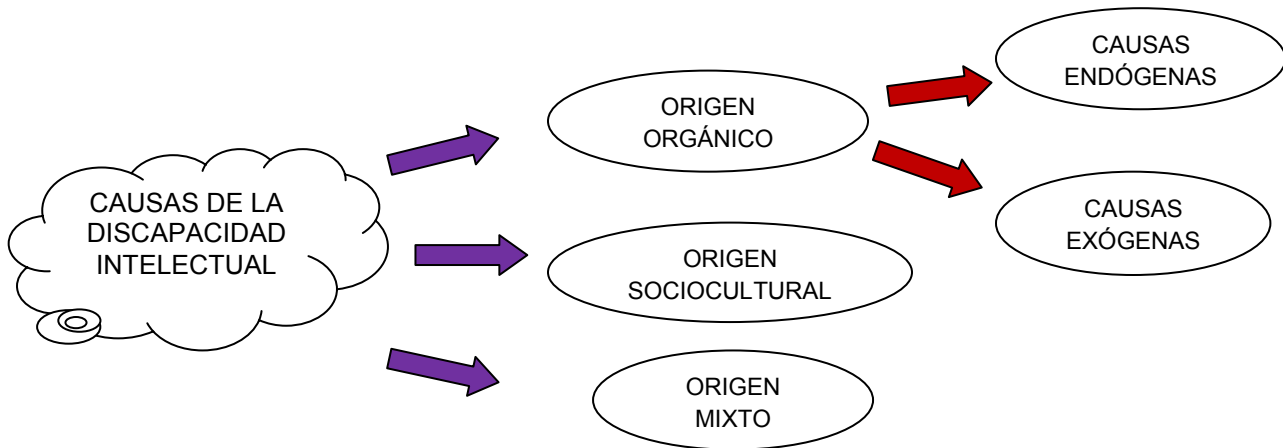 CAUSAS DE LA
DISCAPACIDAD
INTELECTUAL
ORIGEN
ORGÁNICO
CAUSAS
ENDÓGENAS
CAUSAS
EXÓGENAS
ORIGEN
SOCIOCULTURAL
ORIGEN
MIXTO